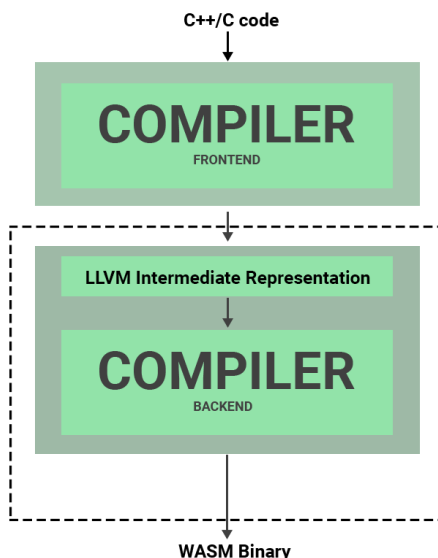 C++/C code
COMPILER
FRONTEND
LLVM Intermediate Representation
COMPILER
BACKEND
WASM Binary